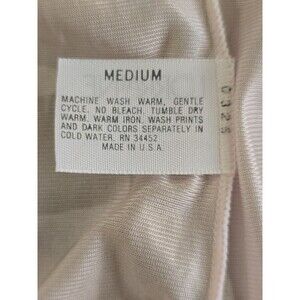 MEDIUM
MACHINE WASH WARM, GENTLE
CYCLE, NO BLEACH, TUMBLE DRY
WARM, WARM IRON, WASH PRINTS
AND DARK COLORS SEPARATELY IN
COLD WATER. RN 34452
MADE IN U.S.A.